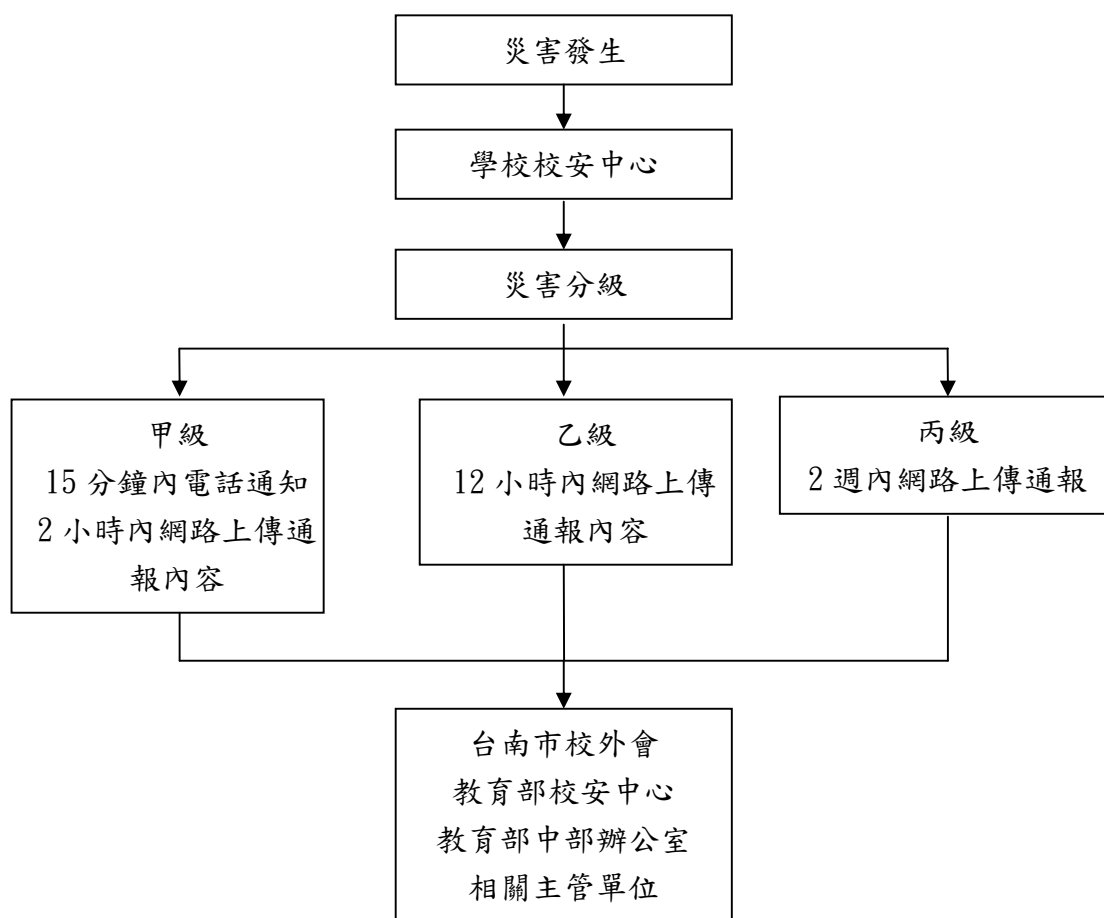 災害發生
學校校安中心
災害分級
甲級
15 分鐘內電話通知
2 小時內網路上傳通
報內容
乙級
12 小時內網路上傳
通報內容
丙級
2 週內網路上傳通報
台南市校外會
教育部校安中心
教育部中部辦公室
相關主管單位